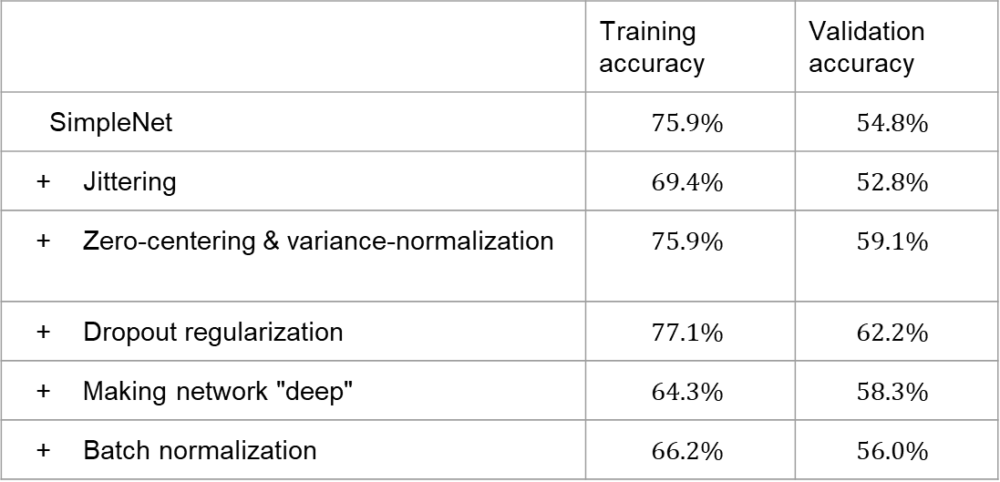 Training accuracy Validation accuracy
SimpleNet 75.9% 54.8%
+ Jittering 69.4% 52.8%
+ Zero-centering & variance-normalization 75.9% 59.1%
+ Dropout regularization 77.1% 62.2%
+ Making network "deep" 64.3% 58.3%
+ Batch normalization 66.2% 56.0%